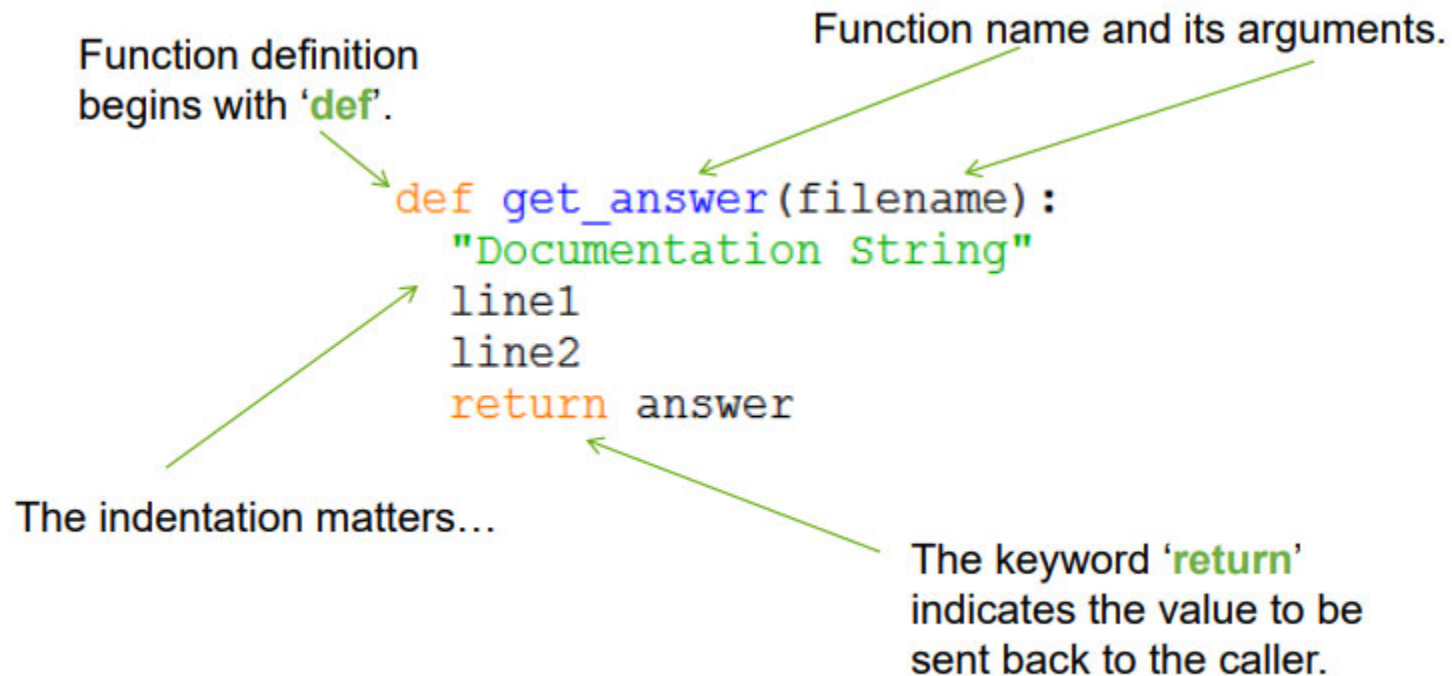 Function definition
begins with ‘def’.
Function name and its arguments.
def get_answer(filename):
"Documentation String"
line1
line2
return answer
The indentation matters…
The keyword ‘return’
indicates the value to be
sent back to the caller.